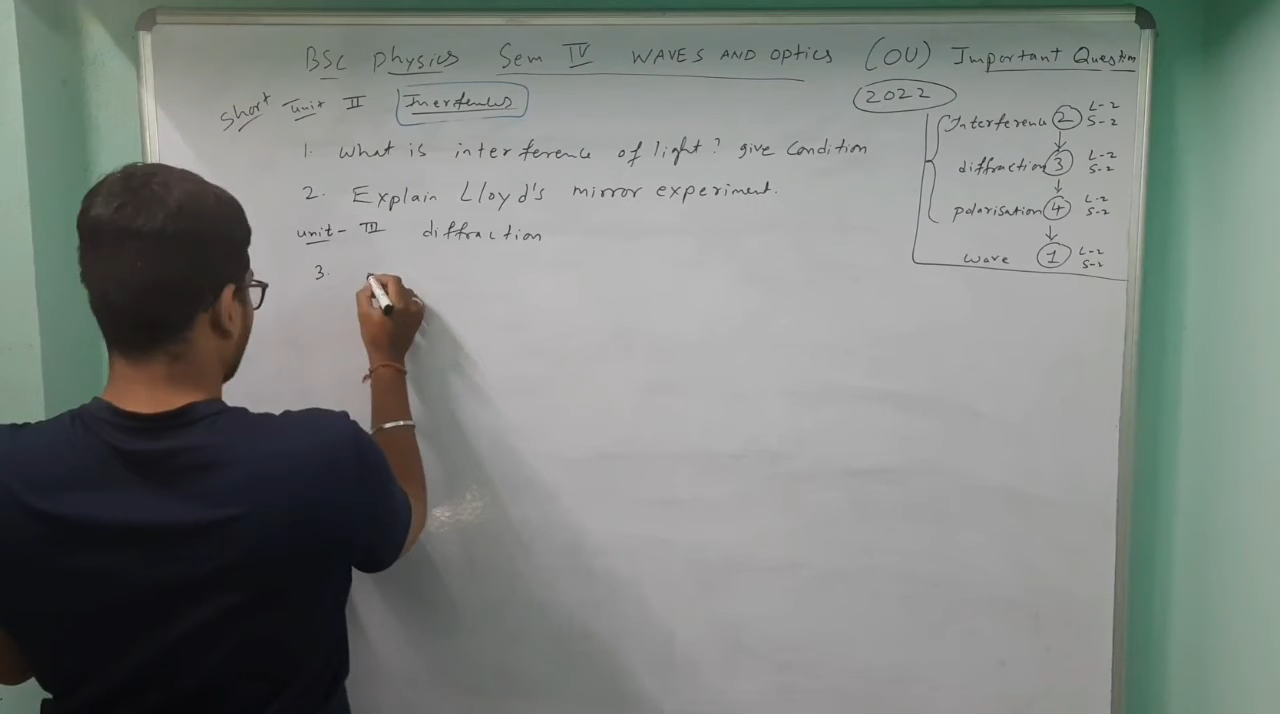 BSC Physics Sem IV WAVES AND OPtics (OU) Important Question
2022
Short Unit II Inerfenus
1. What is interference of light? give Condition
2. Explain Lloyd's mirror experiment.
unit- III diffraction
3.
Interference 2 L-2 S-2
diffraction 3 L-2 S-2
polarisation 4 L-2 S-2
wave 1 L-2 S-2